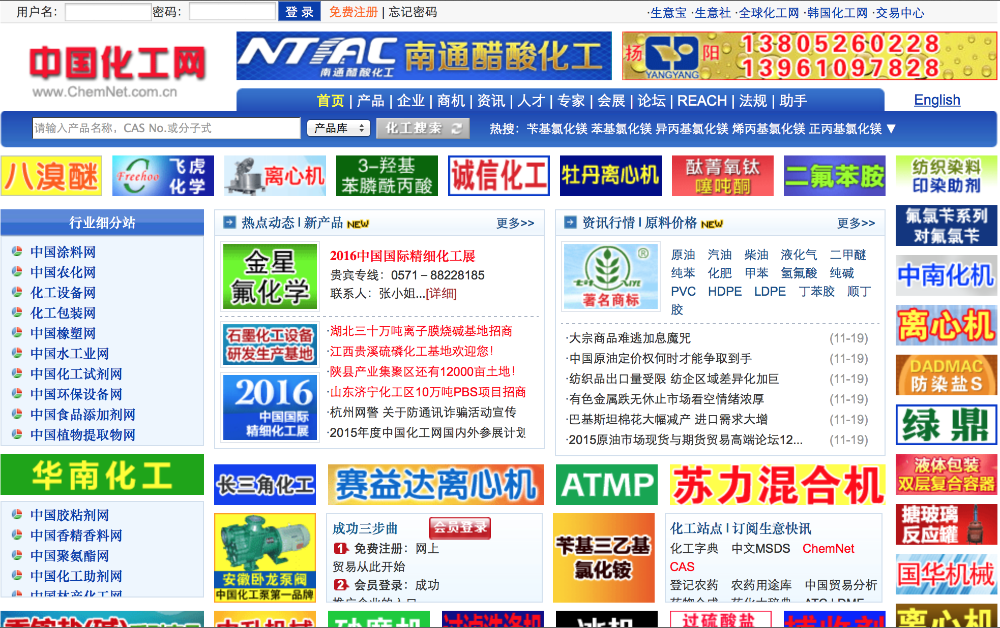 用户名：
密码：
登 录
免费注册 | 忘记密码
·生意宝 ·生意社 ·全球化工网 ·韩国化工网 ·交易中心
中国化工网
www.ChemNet.com.cn
NTAC
南通醋酸化工
南通醋酸化工
扬
阳
YANGYANG
13805260228
13961097828
首页 | 产品 | 企业 | 商机 | 资讯 | 人才 | 专家 | 会展 | 论坛 | REACH | 法规 | 助手
English
请输入产品名称，CAS No.或分子式
产品库
化工搜索
热搜：苄基氯化镁 苯基氯化镁 异丙基氯化镁 烯丙基氯化镁 正丙基氯化镁 ▼
八溴醚
Freehoo
飞虎
化学
离心机
3-羟基
苯膦酰丙酸
诚信化工
牡丹离心机
酞菁氧钛
噻吨酮
二氟苯胺
纺织染料
印染助剂
行业细分站
中国涂料网
中国农化网
化工设备网
化工包装网
中国橡塑网
中国水工业网
中国化工试剂网
中国环保设备网
中国食品添加剂网
中国植物提取物网
热点动态 | 新产品 NEW
更多>>
金星
氟化学
2016中国国际精细化工展
贵宾专线：0571－88228185
联系人：张小姐...[详细]
石墨化工设备
研发生产基地
2016
中国国际
精细化工展
·湖北三十万吨离子膜烧碱基地招商
·江西贵溪硫磷化工基地欢迎您！
·陕县产业集聚区还有12000亩土地！
·山东济宁化工区10万吨PBS项目招商
·杭州网警 关于防通讯诈骗活动宣传
·2015年度中国化工网国内外参展计划
资讯行情 | 原料价格 NEW
更多>>
®
著名商标
原油 汽油 柴油 液化气 二甲醚
纯苯 化肥 甲苯 氢氟酸 纯碱
PVC HDPE LDPE 丁苯胶 顺丁
胶
·大宗商品难逃加息魔咒 (11-19)
·中国原油定价权何时才能争取到手 (11-19)
·纺织品出口量受限 纺企区域差异化加巨 (11-19)
·有色金属跌无休止市场看空情绪浓厚 (11-19)
·巴基斯坦棉花大幅减产 进口需求大增 (11-19)
·2015原油市场现货与期货贸易高端论坛12... (11-19)
氟氯苄系列
对氟氯苄
中南化机
离心机
DADMAC
防染盐S
绿鼎
液体包装
双层复合容器
搪玻璃
反应罐
国华机械
离心机
华南化工
长三角化工
赛益达离心机
ATMP
苏力混合机
中国胶粘剂网
中国香精香料网
中国聚氨酯网
中国化工助剂网
中国林产化工网
安徽卧龙泵阀
中国化工泵第一品牌
成功三步曲
会员登录
1 免费注册：网上
贸易从此开始
2 会员登录：成功
推广企业的入口
苄基三乙基
氯化铵
化工站点 | 订阅生意快讯
化工字典 中文MSDS ChemNet
CAS
登记农药 农药用途库 中国贸易分析
中升机械
砂磨机
过滤洗涤机
冰机
过硫酸盐
捕收剂